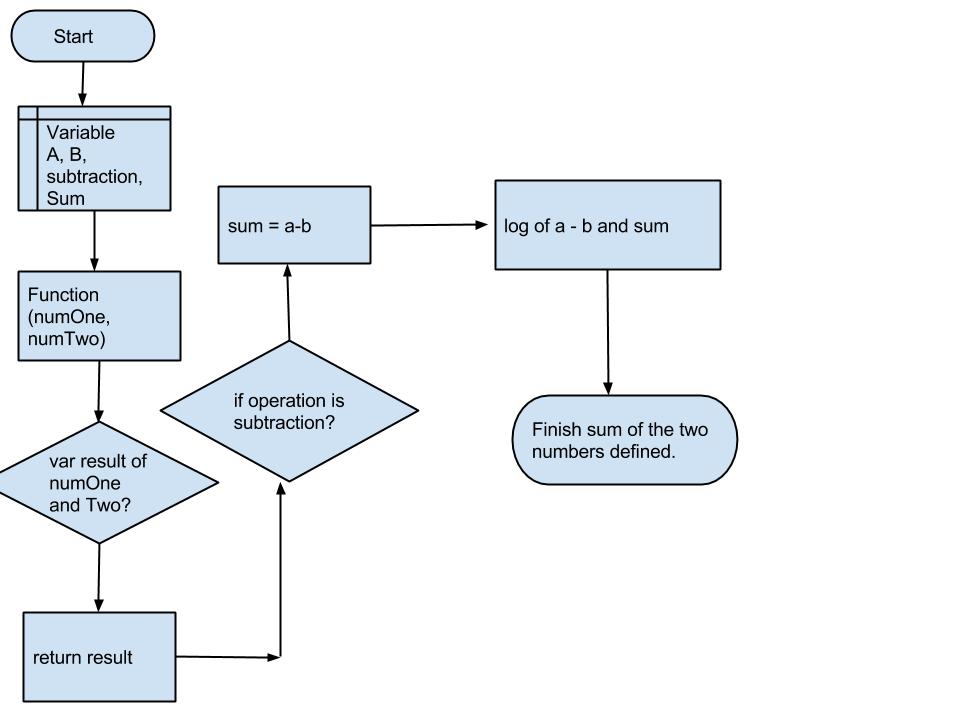 Start
Variable
A, B,
subtraction,
Sum
Function
(numOne,
numTwo)
var result of
numOne
and Two?
return result
if operation is
subtraction?
sum = a-b
log of a - b and sum
Finish sum of the two
numbers defined.